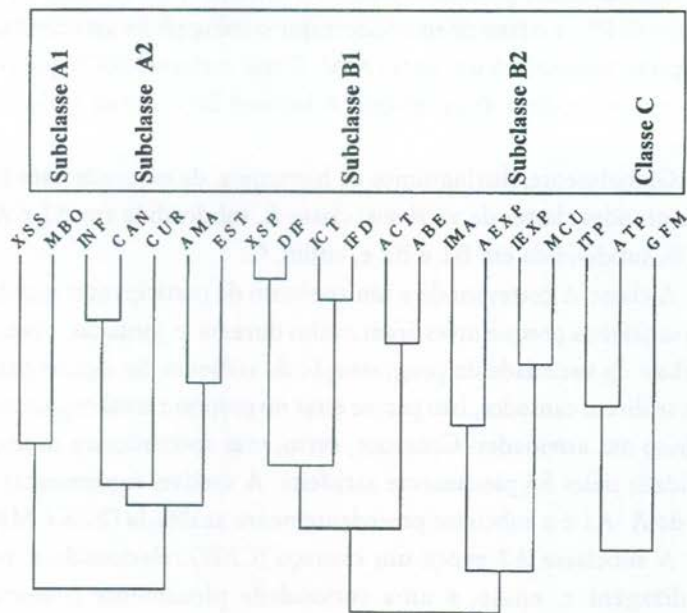 Subclasse A1
Subclasse A2
Subclasse B1
Subclasse B2
Classe C
XSS
MBO
INF
CAN
CUR
AMA
EST
SSP
DIF
ICT
IFD
ACT
ABE
IMA
AEXP
IEXP
MCU
ITP
ATP
GFM